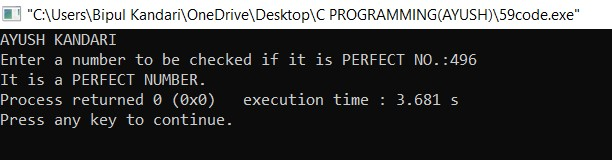 "C:\Users\Bipul Kandari\OneDrive\Desktop\C PROGRAMMING(AYUSH)\59code.exe"
AYUSH KANDARI
Enter a number to be checked if it is PERFECT NO.:496
It is a PERFECT NUMBER.
Process returned 0 (0x0)   execution time : 3.681 s
Press any key to continue.